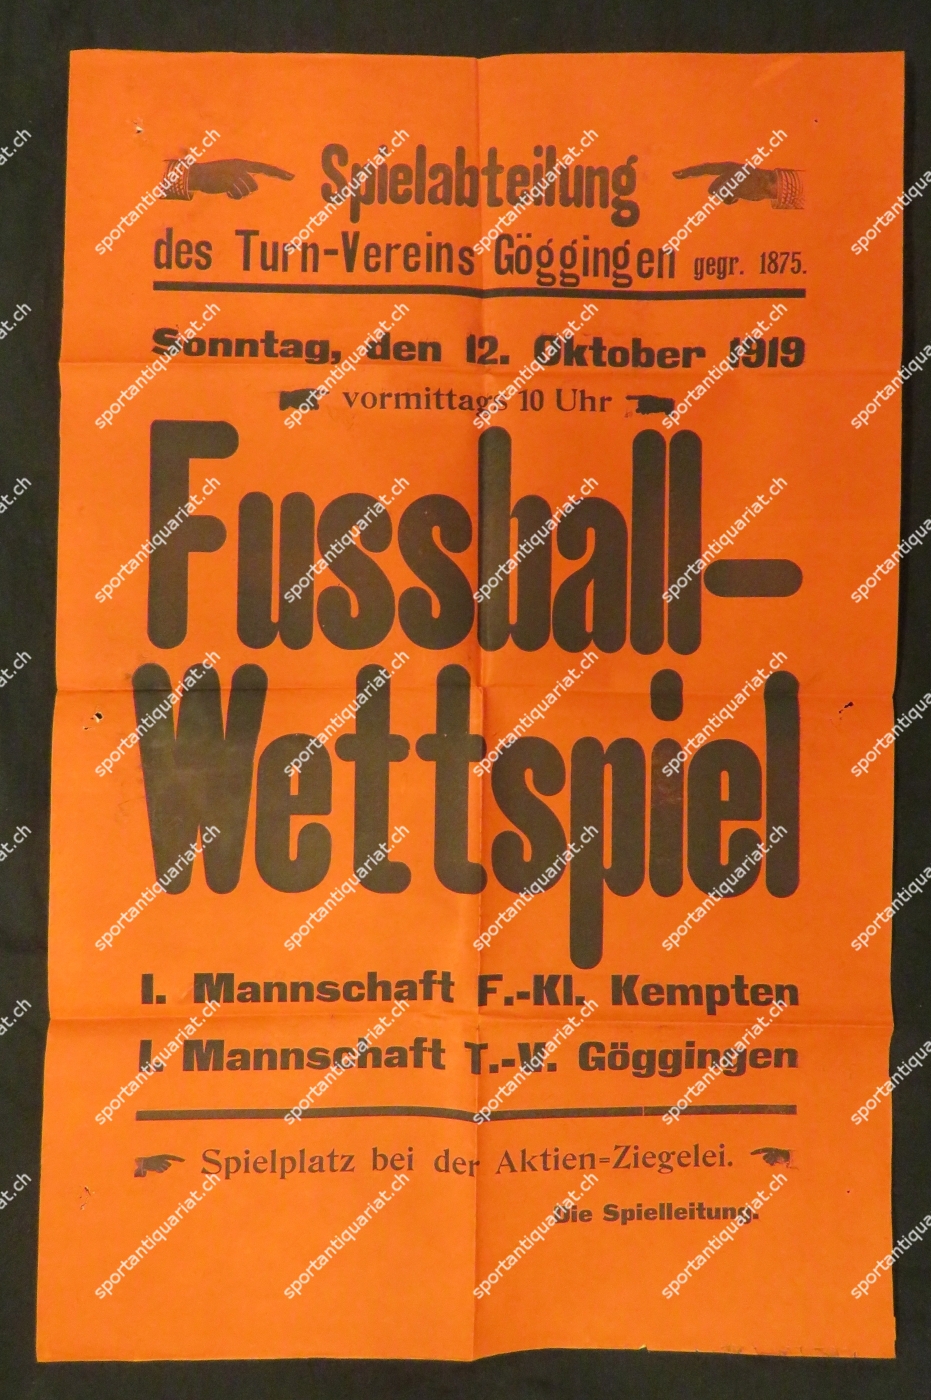 Spielabteilung
des Turn-Vereins Göggingen gegr. 1875.
Sonntag, den 12. Oktober 1919
vormittags 10 Uhr
Fussball-
Wettspiel
I. Mannschaft F.-Kl. Kempten
I. Mannschaft T.-V. Göggingen
Spielplatz bei der Aktien=Ziegelei.
Die Spielleitung.
sportantiquariat.ch